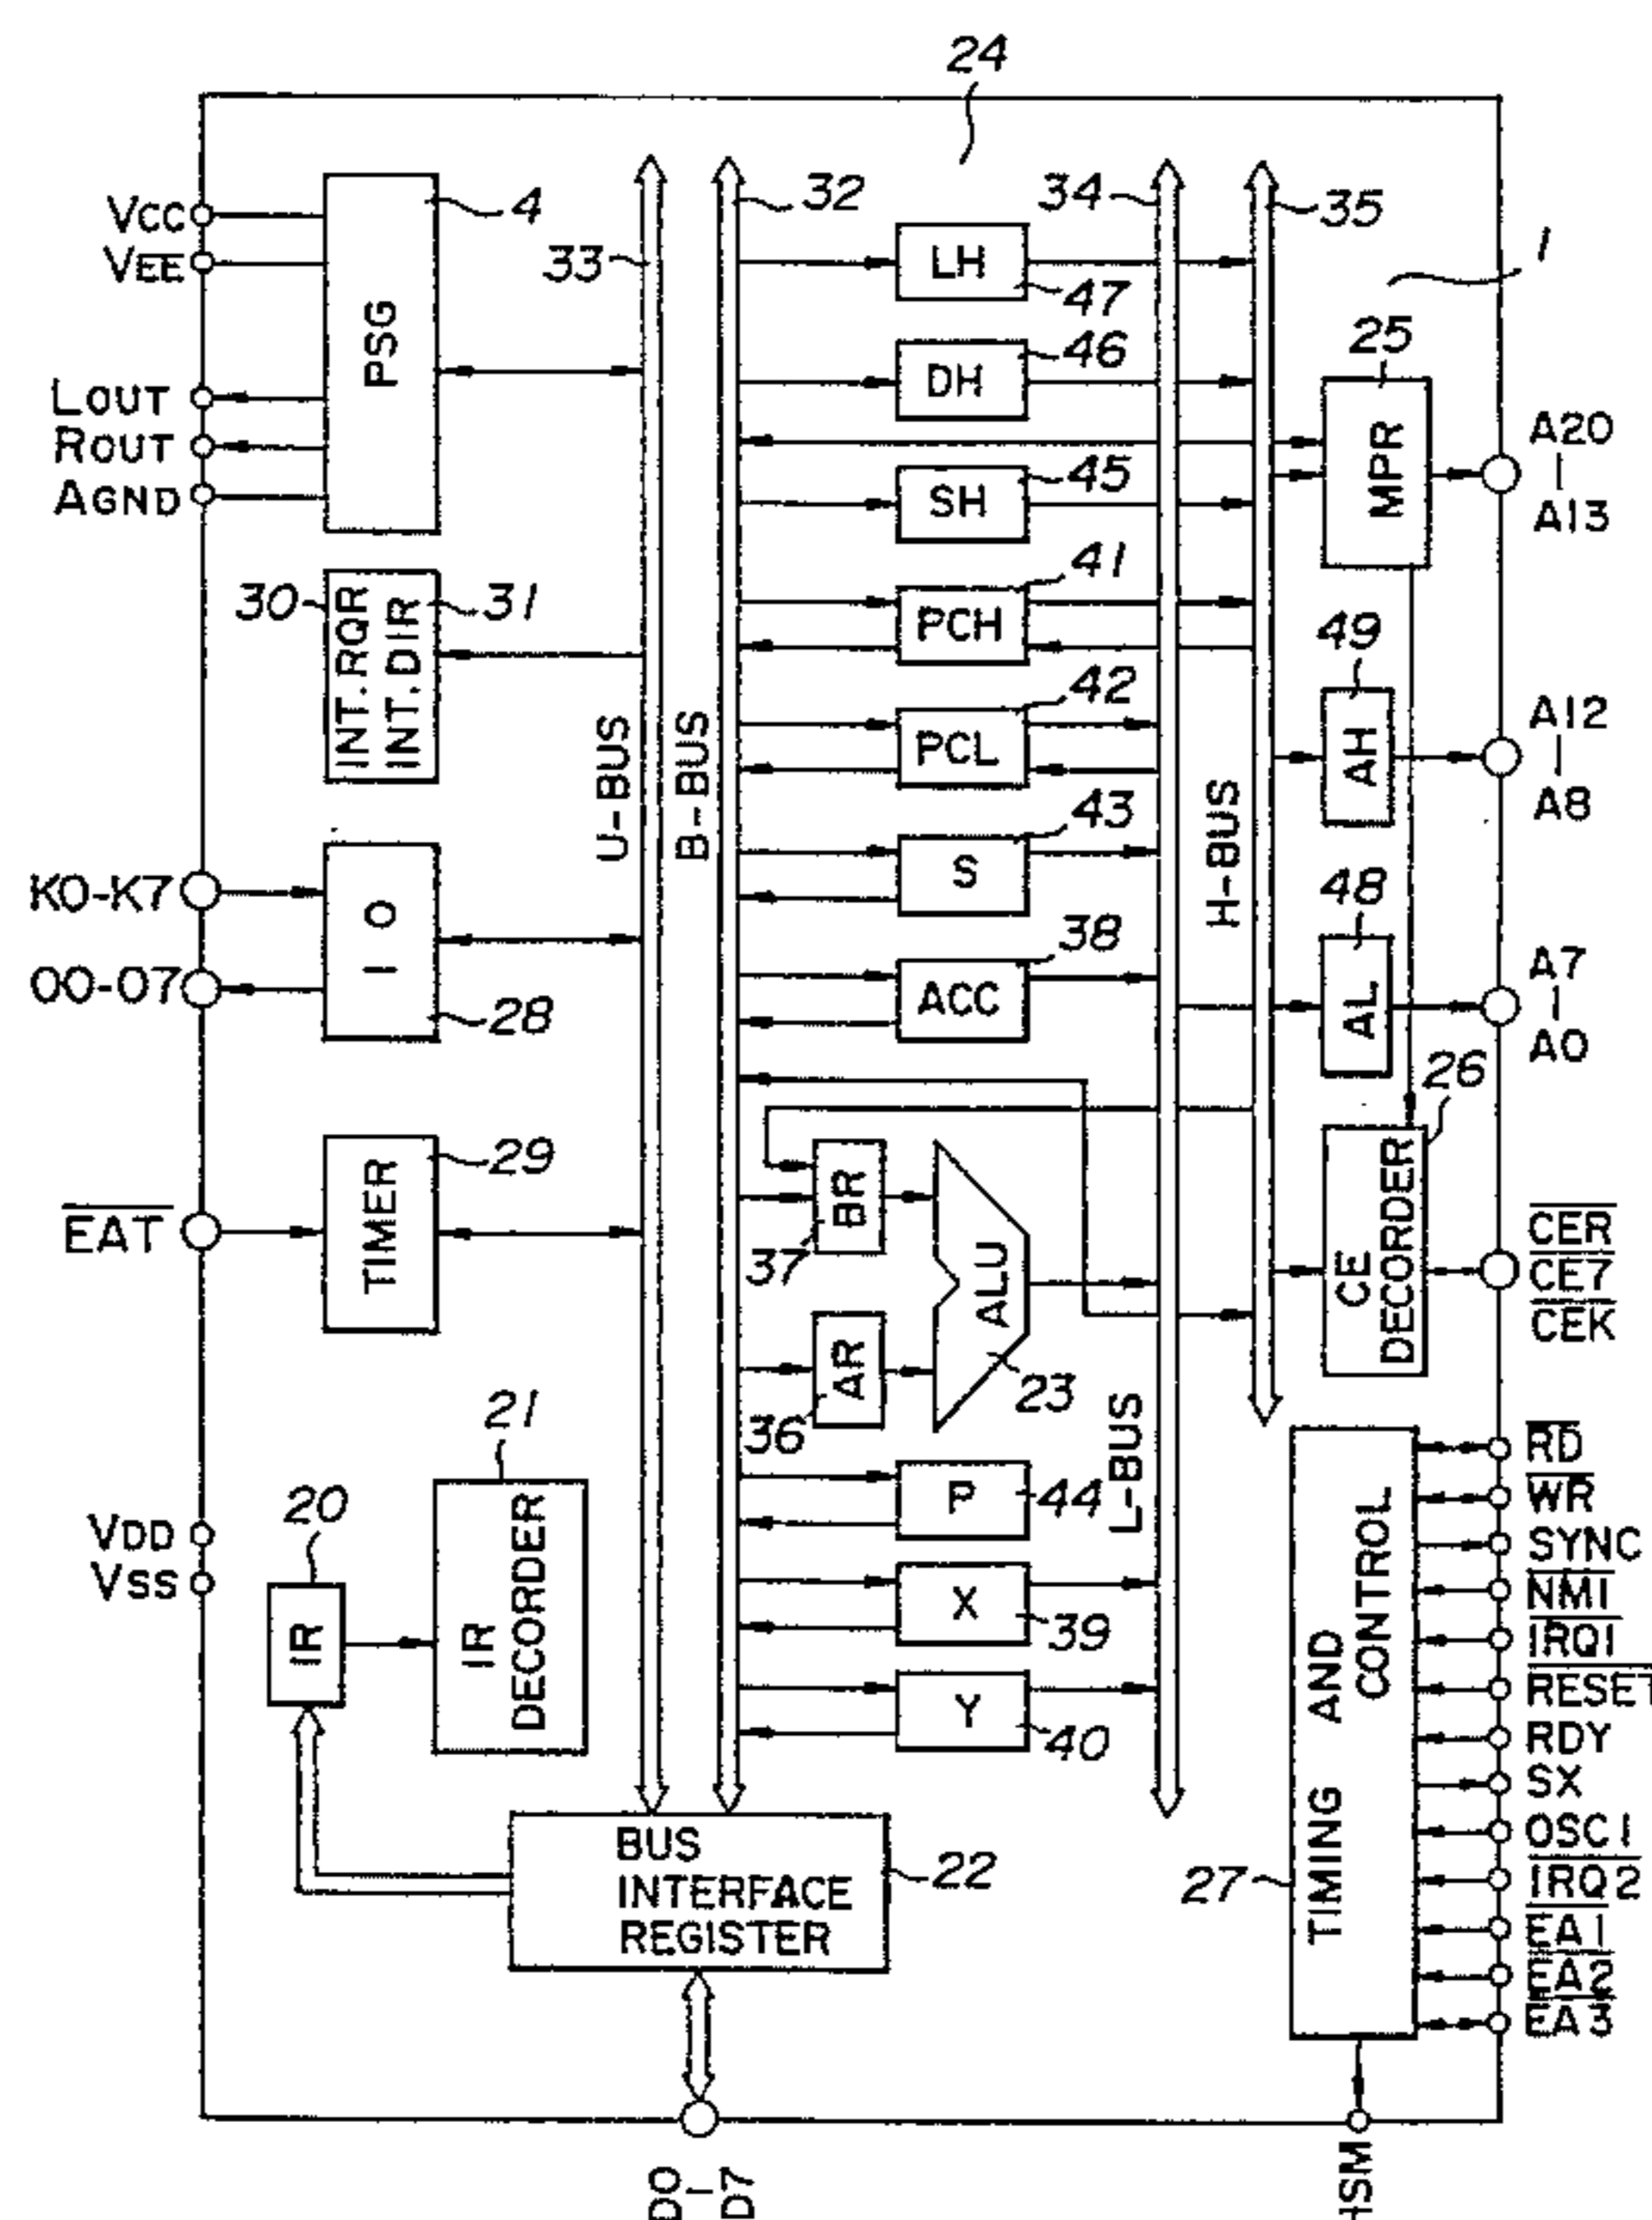 24
VCC
VEE
LOUT
ROUT
AGND
4
PSG
33
32
34
35
1
LH
47
DH
46
SH
45
PCH
41
PCL
42
S
43
ACC
38
25
MPR
A20
A13
30
INT.RQR
INT.DIR
31
49
AH
A12
A8
U-BUS
B-BUS
H-BUS
K0-K7
O0-O7
I O
28
48
AL
A7
A0
26
EAT
TIMER
29
BR
37
ALU
23
AR
36
CE
DECORDER
CER
CE7
CEK
21
IR
DECORDER
20
IR
VDD
VSS
P
44
L-BUS
X
39
Y
40
BUS
INTERFACE
REGISTER
22
27
TIMING AND
CONTROL
RD
WR
SYNC
NMI
IRQ1
RESET
RDY
SX
OSC1
IRQ2
EA1
EA2
EA3
D0
D7
HSM